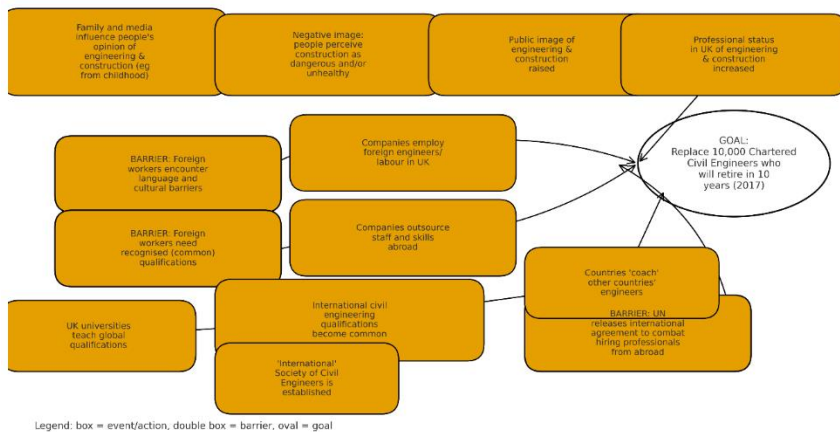 Family and media
influence people's
opinion of
engineering &
construction (eg
from childhood)
Negative image:
people perceive
construction as
dangerous and/or
unhealthy
Public image of
engineering &
construction
raised
Professional status
in UK of engineering
& construction
increased
GOAL:
Replace 10,000 Chartered
Civil Engineers who
will retire in 10
years (2017)
Companies employ
foreign engineers/
labour in UK
BARRIER: Foreign
workers encounter
language and
cultural barriers
Companies outsource
staff and skills
abroad
BARRIER: Foreign
workers need
recognised (common)
qualifications
Countries 'coach'
other countries'
engineers
International civil
engineering
qualifications
become common
BARRIER: UN
releases international
agreement to combat
hiring professionals
from abroad
UK universities
teach global
qualifications
'International'
Society of Civil
Engineers is
established
Legend: box = event/action, double box = barrier, oval = goal